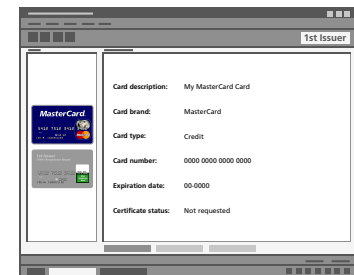 1st Issuer
MasterCard
Card description: My MasterCard Card
Card brand: MasterCard
Card type: Credit
Card number: 0000 0000 0000 0000
Expiration date: 00-0000
Certificate status: Not requested